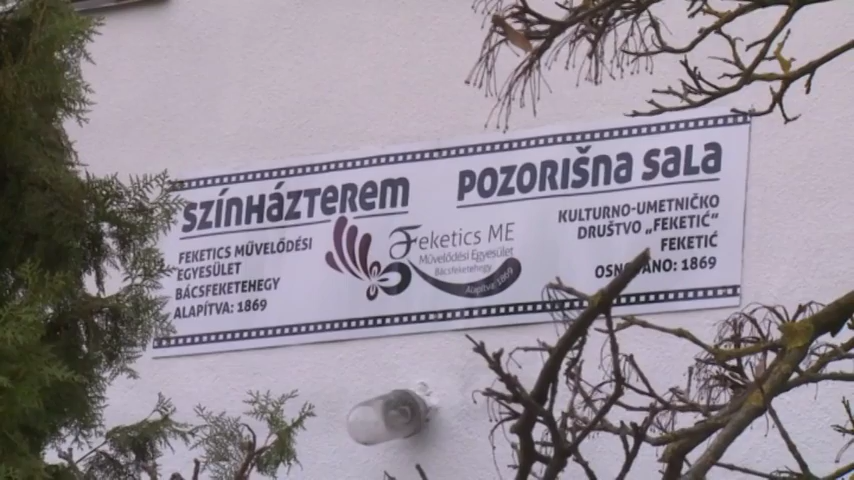 SZÍNHÁZTEREM
FEKETICS MŰVELŐDÉSI
EGYESÜLET
BÁCSFEKETEHEGY
ALAPÍTVA: 1869
Feketics ME
Művelődési Egyesület
Bácsfeketehegy
Alapítva: 1869
POZORIŠNA SALA
KULTURNO-UMETNIČKO
DRUŠTVO „FEKETIĆ"
FEKETIĆ
OSNOVANO: 1869